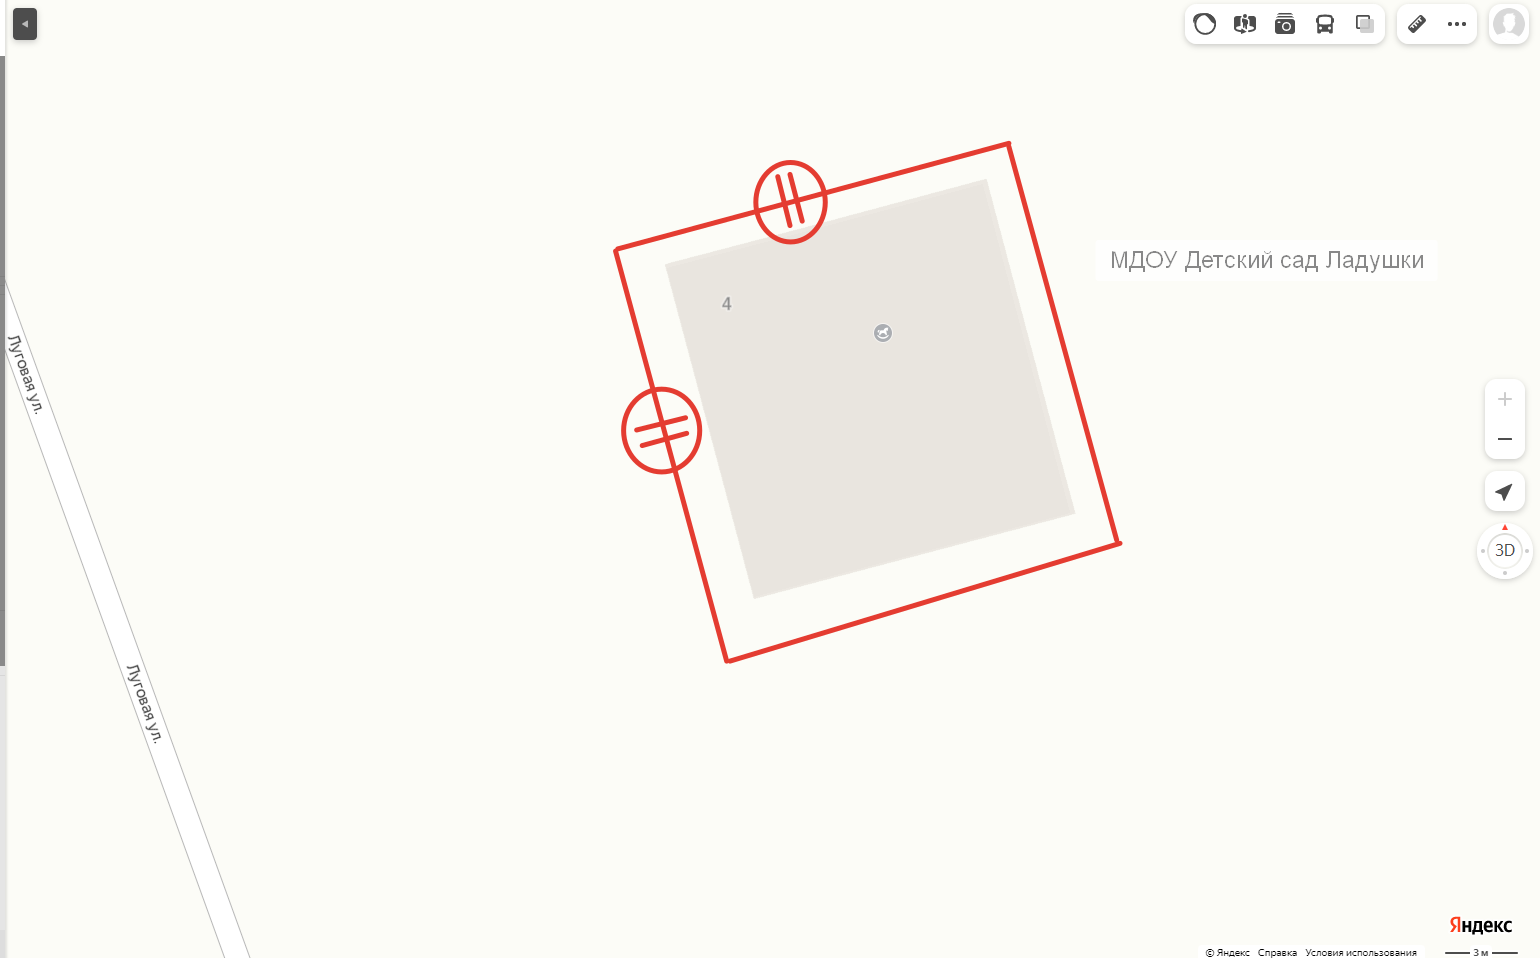 МДОУ Детский сад Ладушки
4
Луговая ул.
3D
Луговая ул.
Яндекс
© Яндекс Справка Условия использования
3 м